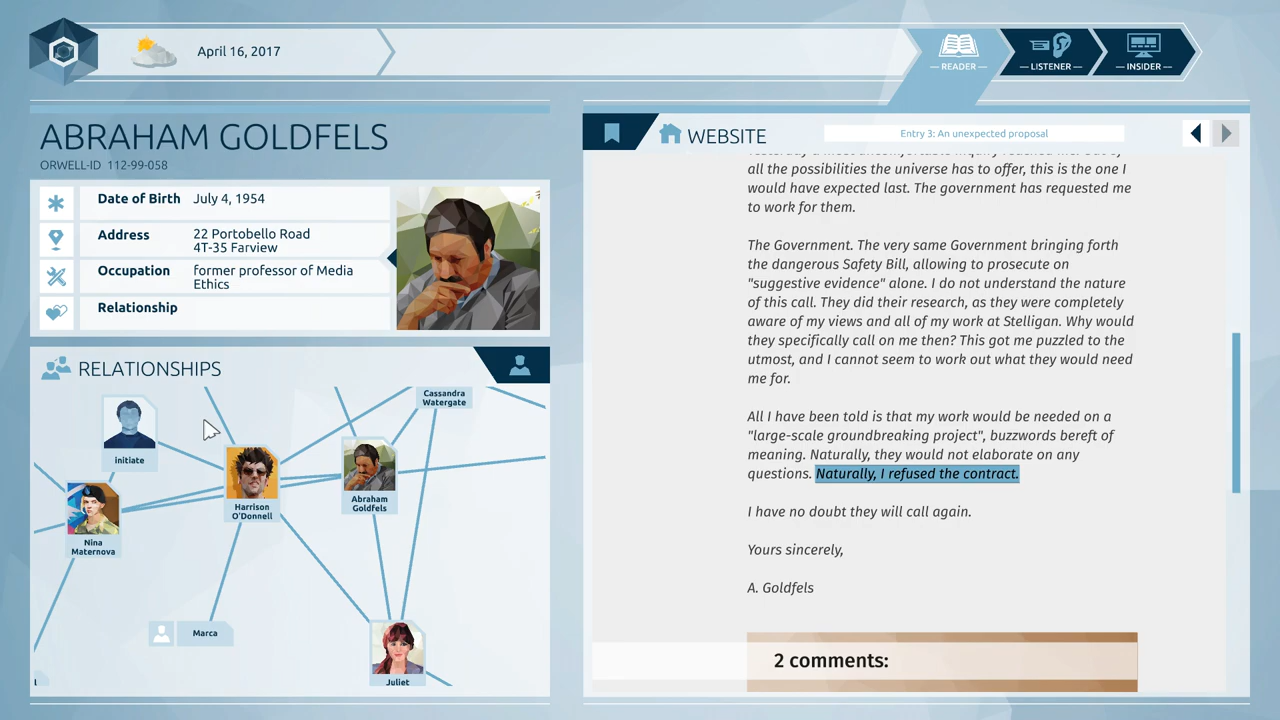 April 16, 2017
— READER —
— LISTENER —
— INSIDER —
ABRAHAM GOLDFELS
ORWELL-ID 112-99-058
Date of Birth July 4, 1954
Address 22 Portobello Road
4T-35 Farview
Occupation former professor of Media
Ethics
Relationship
RELATIONSHIPS
Cassandra
Watergate
initiate
Harrison
O'Donnell
Abraham
Goldfels
Nina
Maternova
Marca
Juliet
WEBSITE
Entry 3: An unexpected proposal
all the possibilities the universe has to offer, this is the one I
would have expected last. The government has requested me
to work for them.
The Government. The very same Government bringing forth
the dangerous Safety Bill, allowing to prosecute on
"suggestive evidence" alone. I do not understand the nature
of this call. They did their research, as they were completely
aware of my views and all of my work at Stelligan. Why would
they specifically call on me then? This got me puzzled to the
utmost, and I cannot seem to work out what they would need
me for.
All I have been told is that my work would be needed on a
"large-scale groundbreaking project", buzzwords bereft of
meaning. Naturally, they would not elaborate on any
questions. Naturally, I refused the contract.
I have no doubt they will call again.
Yours sincerely,
A. Goldfels
2 comments: